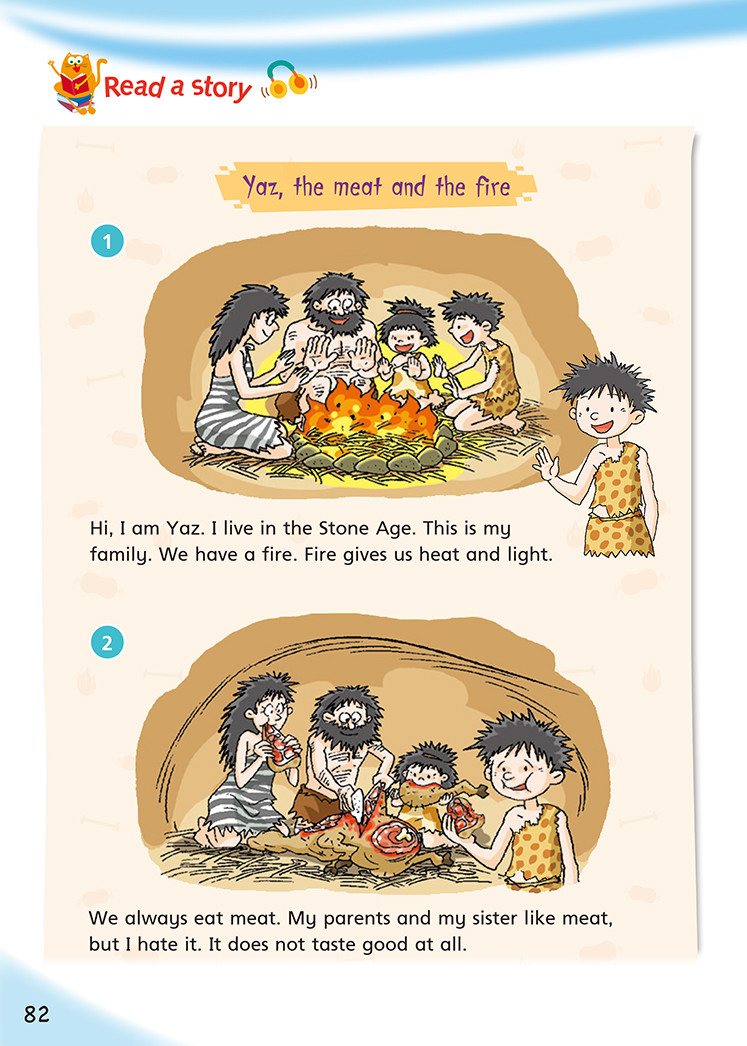 Read a story
Yaz, the meat and the fire
1
Hi, I am Yaz. I live in the Stone Age. This is my
family. We have a fire. Fire gives us heat and light.
2
We always eat meat. My parents and my sister like meat,
but I hate it. It does not taste good at all.
82